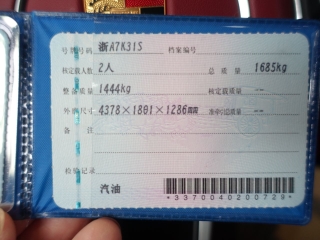 号牌号码 浙A7K31S 档案编号
核定载人数 2人 总质量 1685kg
整备质量 1444kg 核定载质量 --
外廓尺寸 4378×1801×1286mm 准牵引总质量 --
备注
检验记录
汽油 *3370040200729*